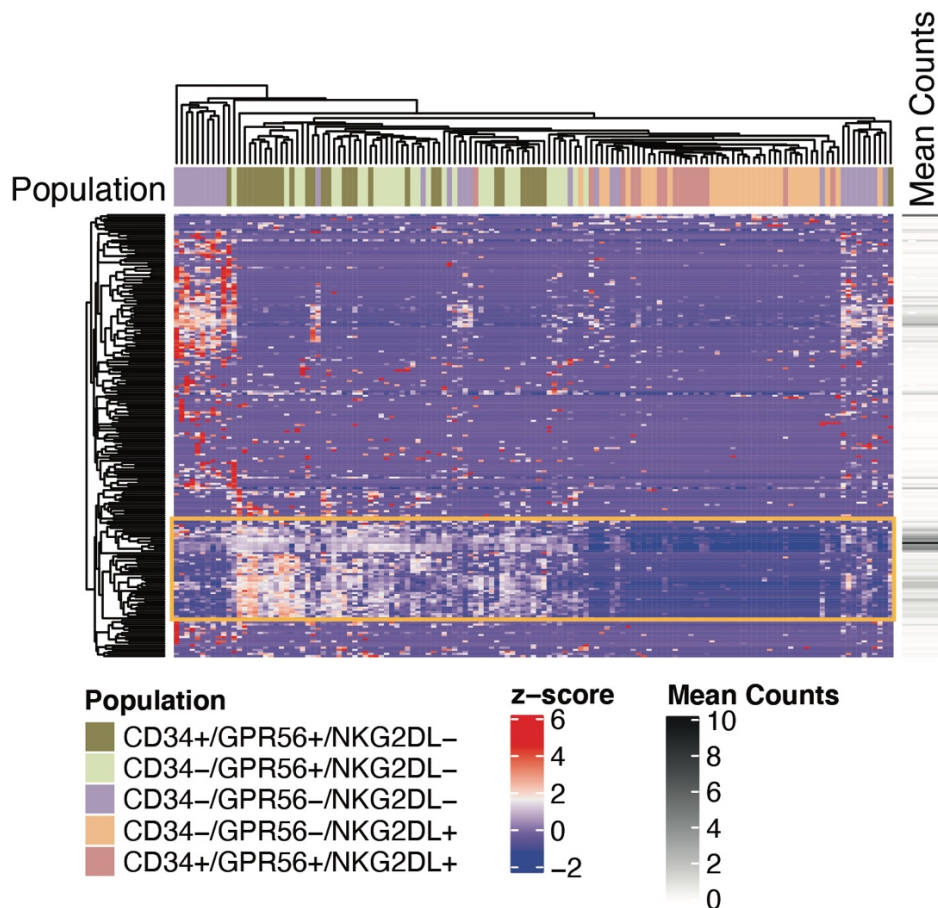 Mean Counts
Population
Population
CD34+/GPR56+/NKG2DL−
CD34−/GPR56+/NKG2DL−
CD34−/GPR56−/NKG2DL−
CD34−/GPR56−/NKG2DL+
CD34+/GPR56+/NKG2DL+
z−score
6
4
2
0
−2
Mean Counts
10
8
6
4
2
0